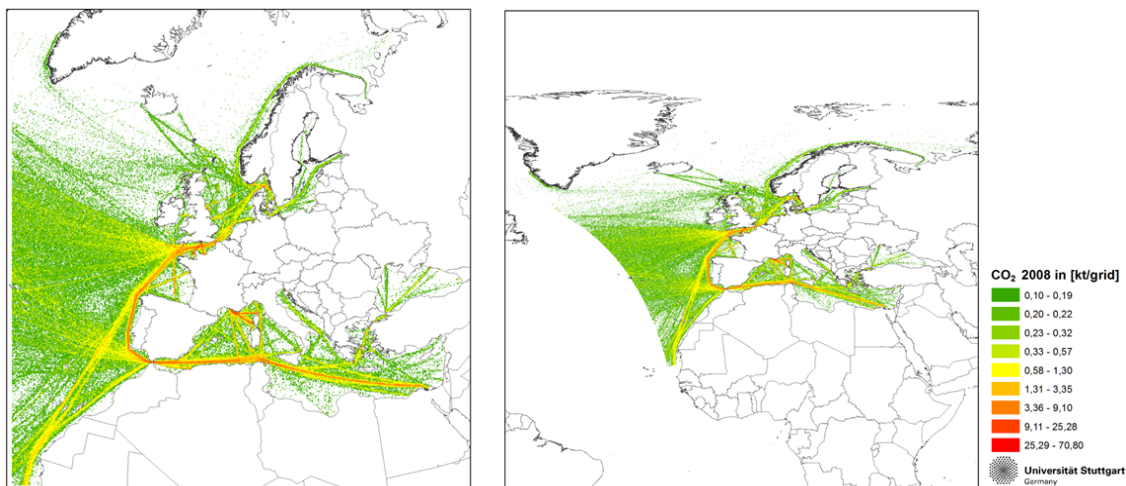 CO₂ 2008 in [kt/grid]
0,10 - 0,19
0,20 - 0,22
0,23 - 0,32
0,33 - 0,57
0,58 - 1,30
1,31 - 3,35
3,36 - 9,10
9,11 - 25,28
25,29 - 70,80
Universität Stuttgart
Germany